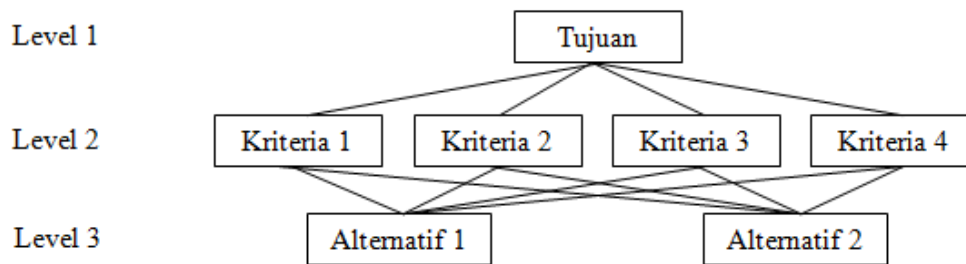 Level 1
Tujuan
Level 2
Kriteria 1
Kriteria 2
Kriteria 3
Kriteria 4
Level 3
Alternatif 1
Alternatif 2